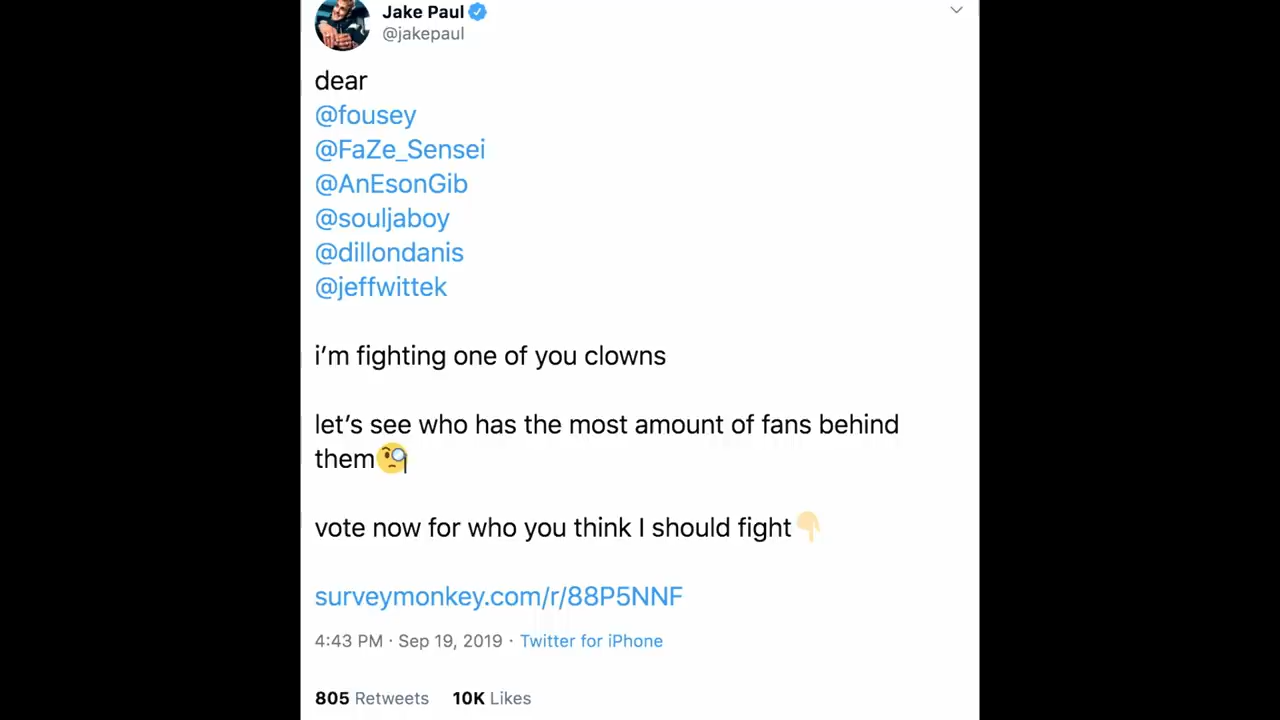 Jake Paul
@jakepaul
dear
@fousey
@FaZe_Sensei
@AnEsonGib
@souljaboy
@dillondanis
@jeffwittek
i’m fighting one of you clowns
let’s see who has the most amount of fans behind
them🧐
vote now for who you think I should fight👇🏻
surveymonkey.com/r/88P5NNF
4:43 PM · Sep 19, 2019 · Twitter for iPhone
805 Retweets 10K Likes